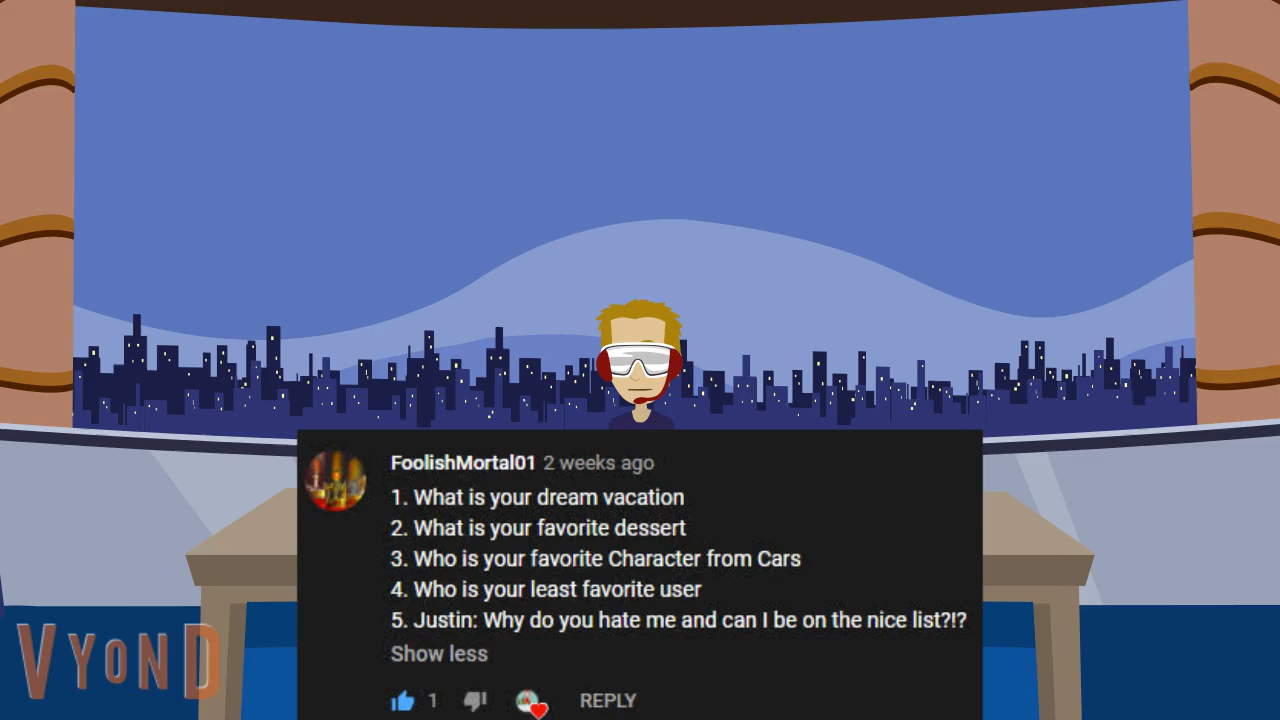 FoolishMortal01 2 weeks ago
1. What is your dream vacation
2. What is your favorite dessert
3. Who is your favorite Character from Cars
4. Who is your least favorite user
5. Justin: Why do you hate me and can I be on the nice list?!?
Show less
1 REPLY
VYOND